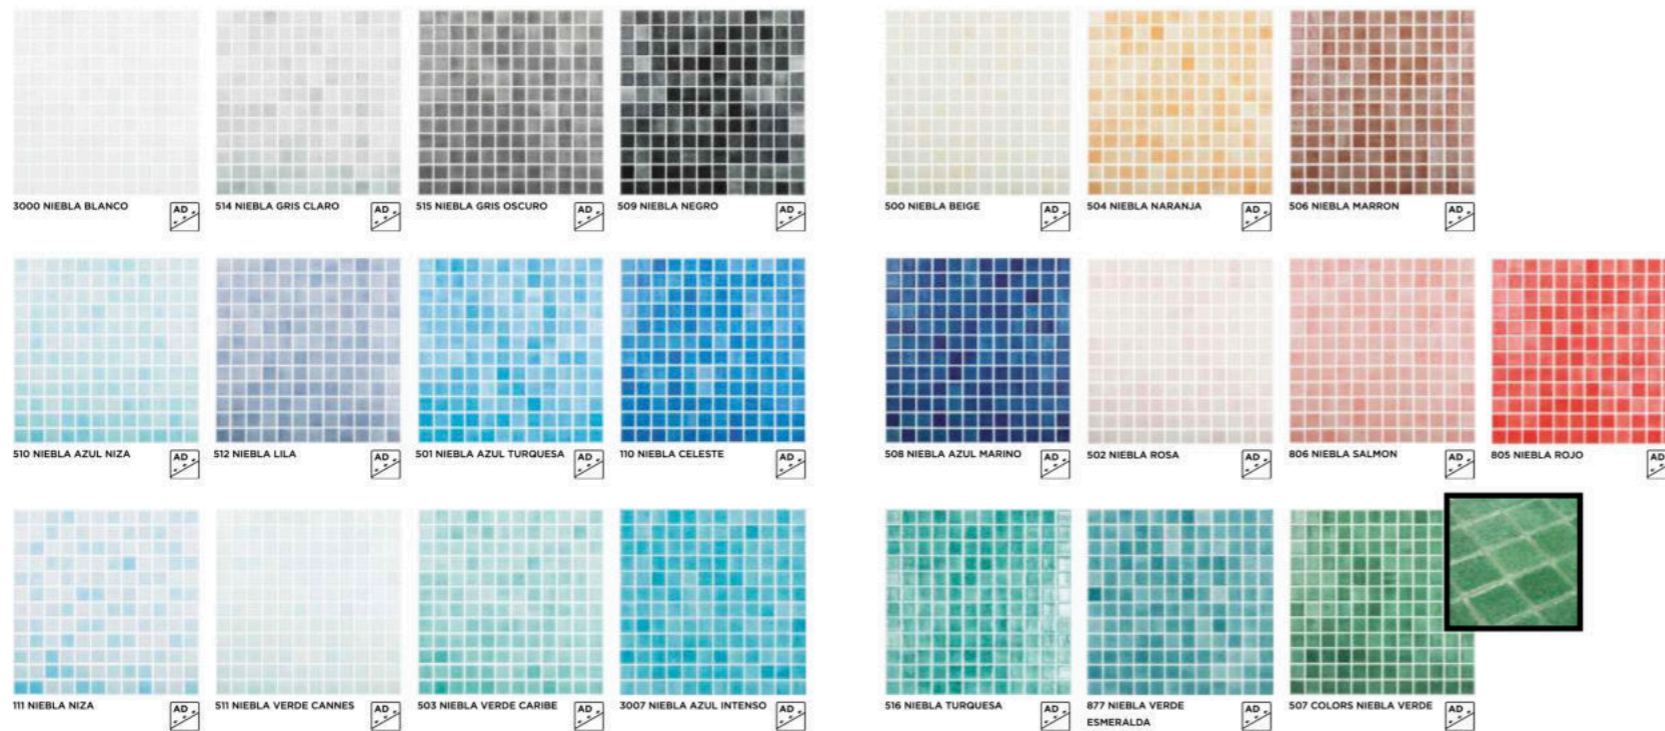 3000 NIEBLA BLANCO
AD
514 NIEBLA GRIS CLARO
AD
515 NIEBLA GRIS OSCURO
AD
509 NIEBLA NEGRO
AD
500 NIEBLA BEIGE
AD
504 NIEBLA NARANJA
AD
506 NIEBLA MARRON
AD
510 NIEBLA AZUL NIZA
AD
512 NIEBLA LILA
AD
501 NIEBLA AZUL TURQUESA
AD
110 NIEBLA CELESTE
AD
508 NIEBLA AZUL MARINO
AD
502 NIEBLA ROSA
AD
806 NIEBLA SALMON
AD
805 NIEBLA ROJO
AD
111 NIEBLA NIZA
AD
511 NIEBLA VERDE CANNES
AD
503 NIEBLA VERDE CARIBE
AD
3007 NIEBLA AZUL INTENSO
AD
516 NIEBLA TURQUESA
AD
877 NIEBLA VERDE
ESMERALDA
AD
507 COLORS NIEBLA VERDE
AD